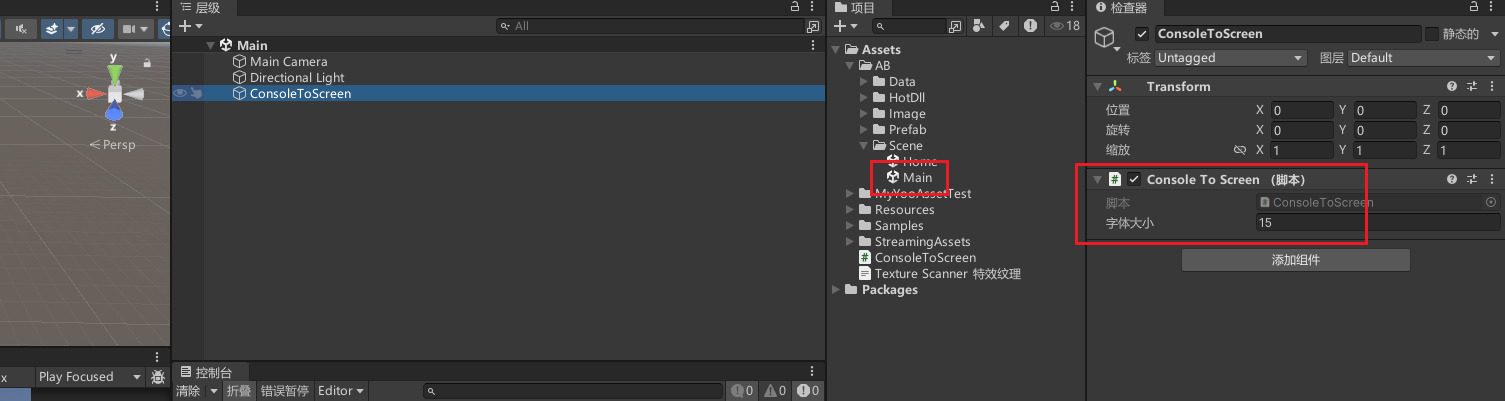 层级
All
Main
Main Camera
Directional Light
ConsoleToScreen
y
x
z
Persp
x
Play Focused
控制台
清除
折叠
错误暂停
Editor
0
0
0
项目
18
Assets
AB
Data
HotDll
Image
Prefab
Scene
Home
Main
MyYooAssetTest
Resources
Samples
StreamingAssets
ConsoleToScreen
Texture Scanner 特效纹理
Packages
检查器
ConsoleToScreen
静态的
标签 Untagged 图层 Default
Transform
位置 X 0 Y 0 Z 0
旋转 X 0 Y 0 Z 0
缩放 X 1 Y 1 Z 1
# Console To Screen （脚本）
脚本 ConsoleToScreen
字体大小 15
添加组件